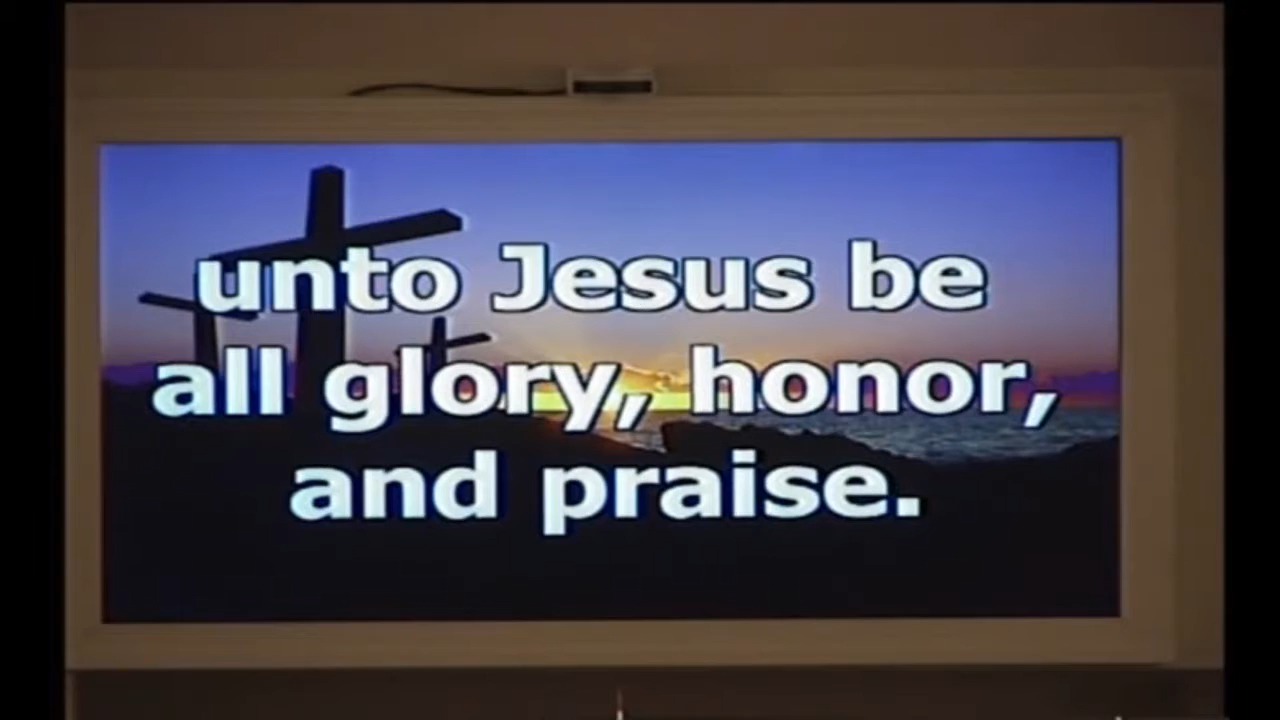 unto Jesus be
all glory, honor,
and praise.